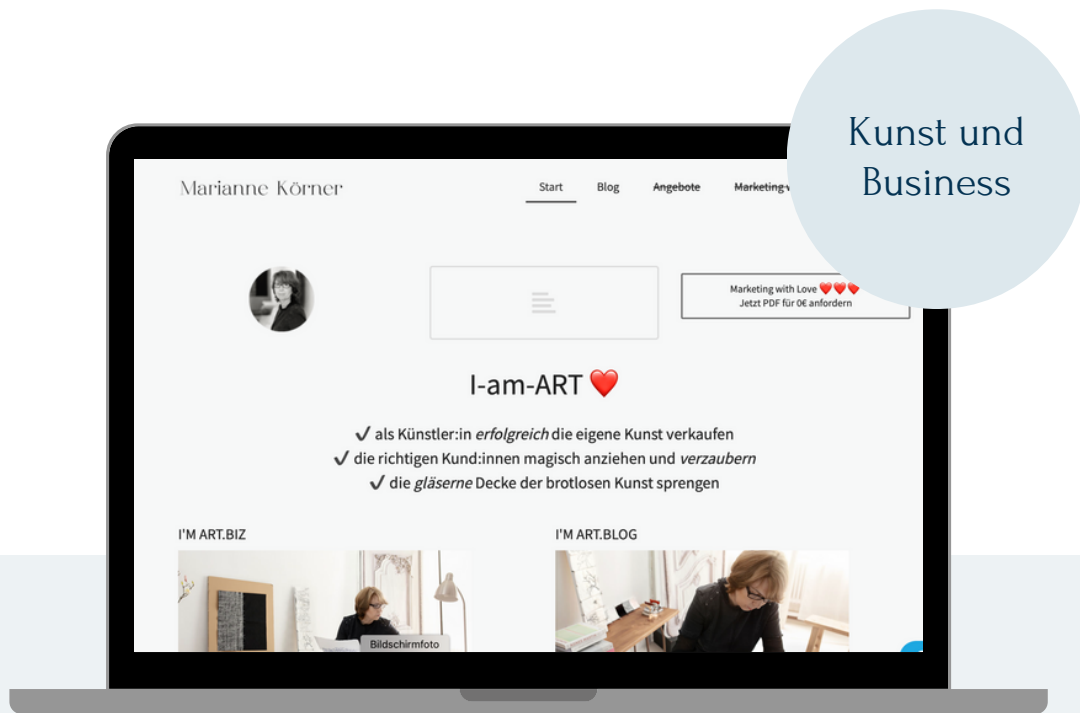 Kunst und
Business
Marianne Körner
Start Blog Angebote Marketing
Marketing with Love ❤️❤️❤️
Jetzt PDF für 0€ anfordern
I-am-ART ❤️
✓ als Künstler:in erfolgreich die eigene Kunst verkaufen
✓ die richtigen Kund:innen magisch anziehen und verzaubern
✓ die gläserne Decke der brotlosen Kunst sprengen
I'M ART.BIZ
I'M ART.BLOG
Bildschirmfoto